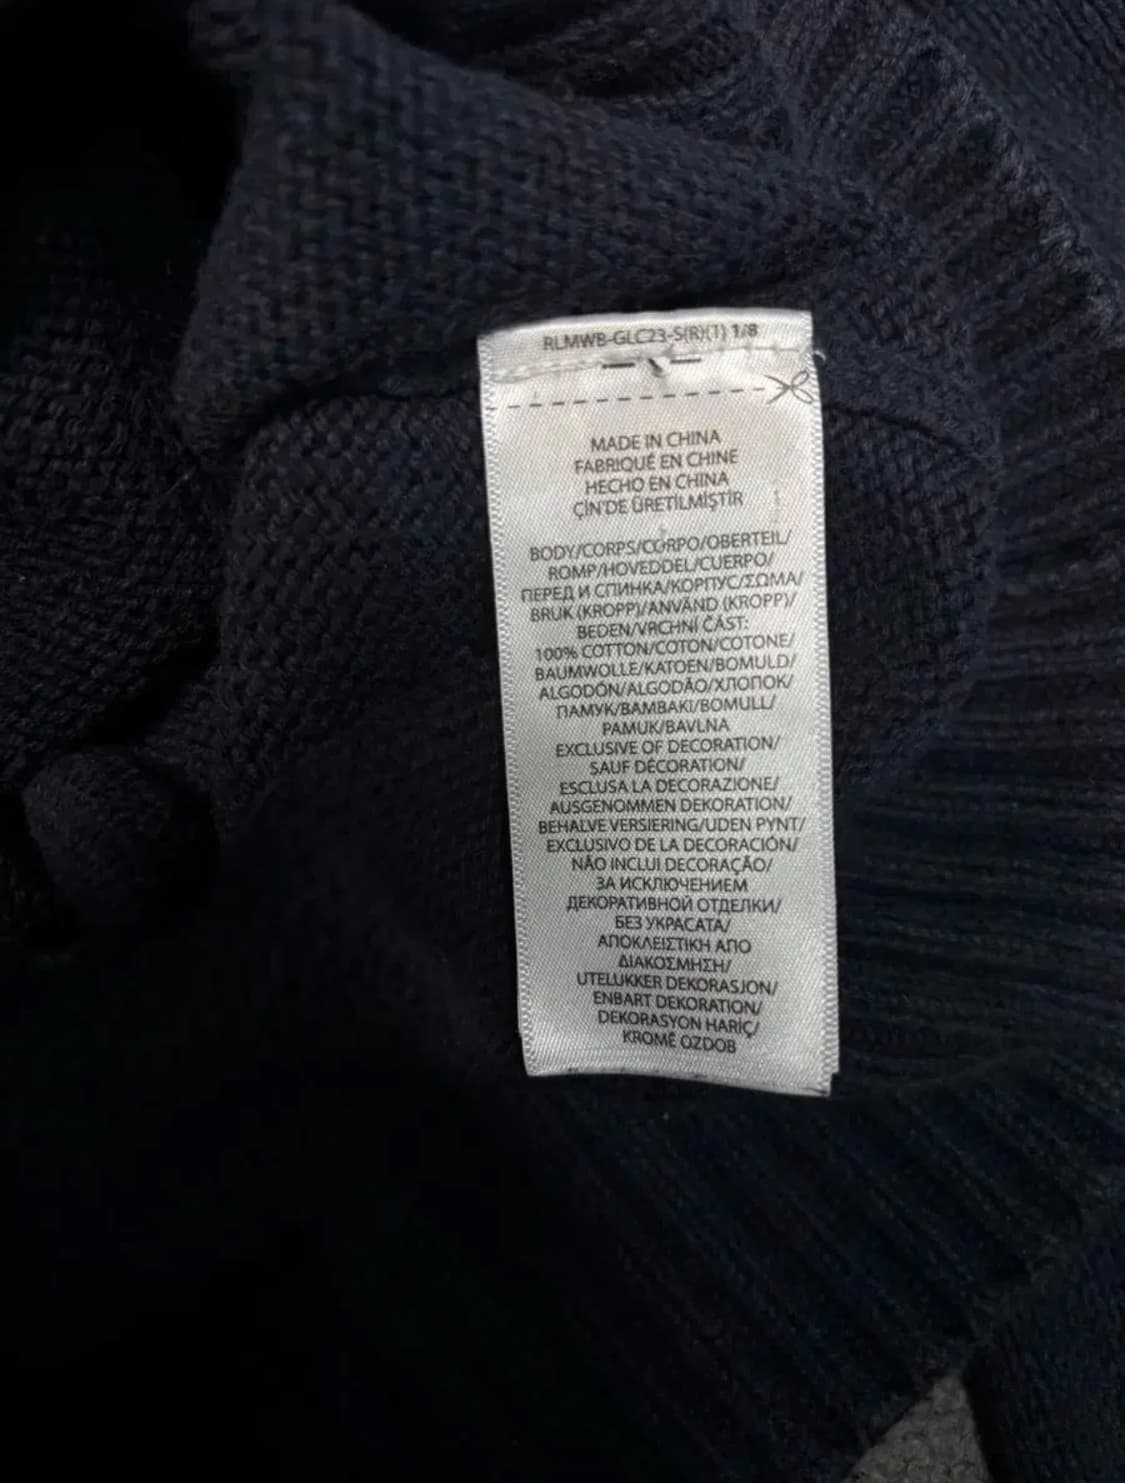 RLMWB-GLC23-S(R)(1) 1/8
MADE IN CHINA
FABRIQUÉ EN CHINE
HECHO EN CHINA
ÇİN'DE ÜRETİLMİŞTİR
BODY/CORPS/CORPO/OBERTEIL/
ROMP/HOVEDDEL/CUERPO/
ПЕРЕД И СПИНКА/КОРПУС/ΣΩΜΑ/
BRUK (KROPP)/ANVÄND (KROPP)/
BEDEN/VRCHNÍ ČÁST:
100% COTTON/COTON/COTONE/
BAUMWOLLE/KATOEN/BOMULD/
ALGODÓN/ALGODÃO/ХЛОПОК/
ПАМУК/ΒΑΜΒΑΚΙ/BOMULL/
PAMUK/BAVLNA
EXCLUSIVE OF DECORATION/
SAUF DÉCORATION/
ESCLUSA LA DECORAZIONE/
AUSGENOMMEN DEKORATION/
BEHALVE VERSIERING/UDEN PYNT/
EXCLUSIVO DE LA DECORACIÓN/
NÃO INCLUI DECORAÇÃO/
ЗА ИСКЛЮЧЕНИЕМ
ДЕКОРАТИВНОЙ ОТДЕЛКИ/
БЕЗ УКРАСАТА/
ΑΠΟΚΛΕΙΣΤΙΚΗ ΑΠΟ
ΔΙΑΚΟΣΜΗΣΗ/
UTELUKKER DEKORASJON/
ENBART DEKORATION/
DEKORASYON HARİÇ/
KROMĚ OZDOB